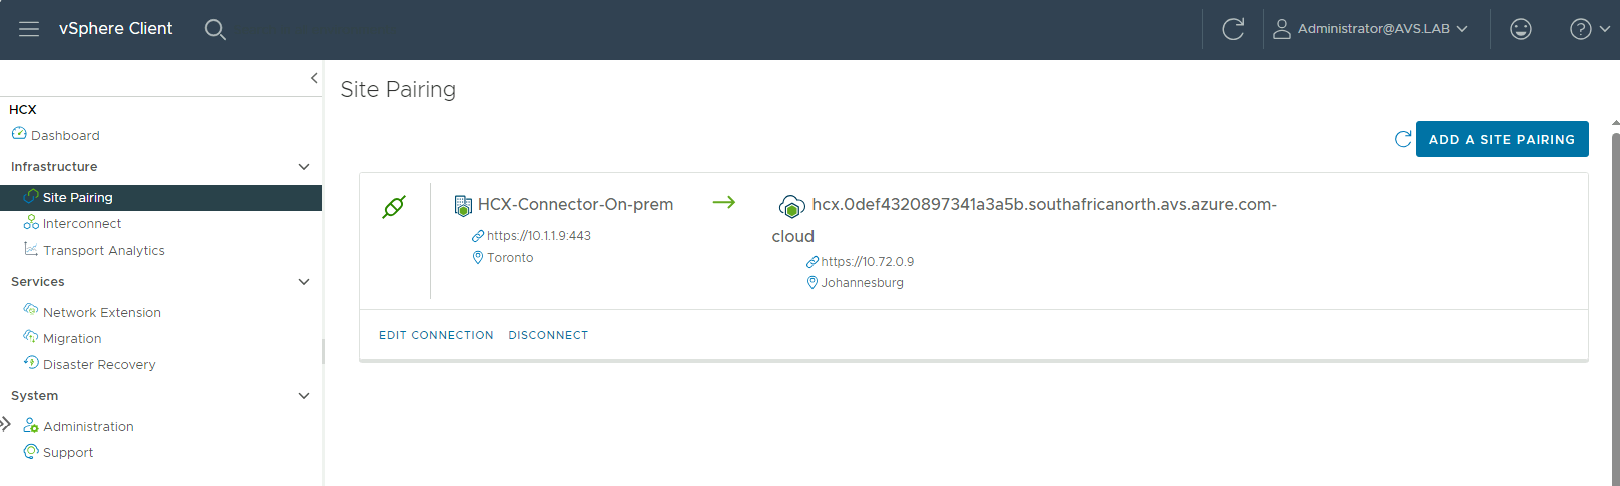 vSphere Client
Administrator@AVS.LAB
Site Pairing
HCX
Dashboard
Infrastructure
Site Pairing
Interconnect
Transport Analytics
Services
Network Extension
Migration
Disaster Recovery
System
Administration
Support
ADD A SITE PAIRING
HCX-Connector-On-prem
https://10.1.1.9:443
Toronto
hcx.0def4320897341a3a5b.southafricanorth.avs.azure.com-
cloud
https://10.72.0.9
Johannesburg
EDIT CONNECTION DISCONNECT